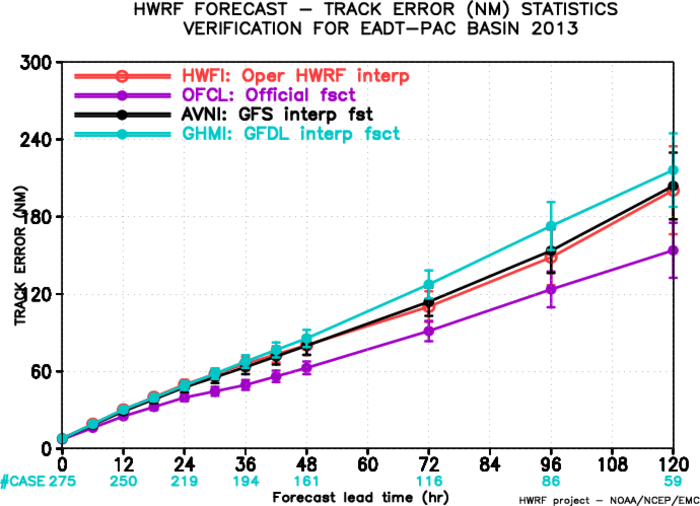 HWRF FORECAST – TRACK ERROR (NM) STATISTICS
VERIFICATION FOR EADT–PAC BASIN 2013
HWFI: Oper HWRF interp
OFCL: Official fsct
AVNI: GFS interp fst
GHMI: GFDL interp fsct
TRACK ERROR (NM)
300
240
180
120
60
0
0 12 24 36 48 60 72 84 96 108 120
#CASE 275 250 219 194 161 116 86 59
Forecast lead time (hr)
HWRF project – NOAA/NCEP/EMC